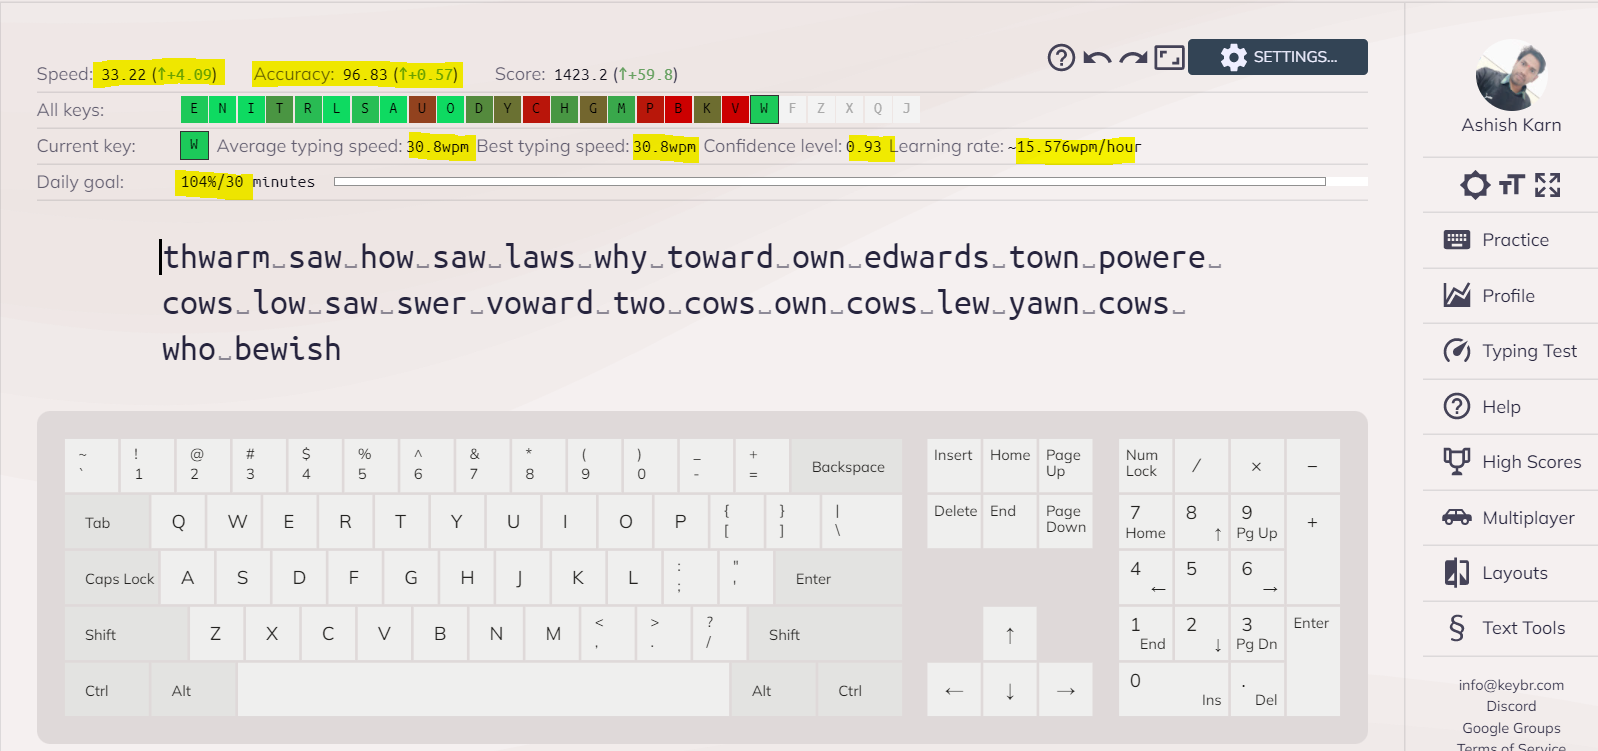 Speed: 33.22 (↑+4.09) Accuracy: 96.83 (↑+0.57) Score: 1423.2 (↑+59.8)
SETTINGS...
All keys: E N I T R L S A U O D Y C H G M P B K V W F Z X Q J
Current key: W Average typing speed: 30.8wpm Best typing speed: 30.8wpm Confidence level: 0.93 Learning rate: ~15.576wpm/hour
Daily goal: 104%/30 minutes
thwarm␣saw␣how␣saw␣laws␣why␣toward␣own␣edwards␣town␣powere␣
cows␣low␣saw␣swer␣voward␣two␣cows␣own␣cows␣lew␣yawn␣cows␣
who␣bewish
~ ! @ # $ % ^ & * ( ) _ +
` 1 2 3 4 5 6 7 8 9 0 - = Backspace
Tab Q W E R T Y U I O P { } |
[ ] \
Caps Lock A S D F G H J K L : "
; ' Enter
Shift Z X C V B N M < > ?
, . / Shift
Ctrl Alt Alt Ctrl
Insert Home Page Up
Delete End Page Down
↑
← ↓ →
Num Lock / × −
7 Home 8 ↑ 9 Pg Up +
4 ← 5 6 →
1 End 2 ↓ 3 Pg Dn Enter
0 Ins . Del
Ashish Karn
Practice
Profile
Typing Test
Help
High Scores
Multiplayer
Layouts
§ Text Tools
info@keybr.com
Discord
Google Groups
Terms of Service